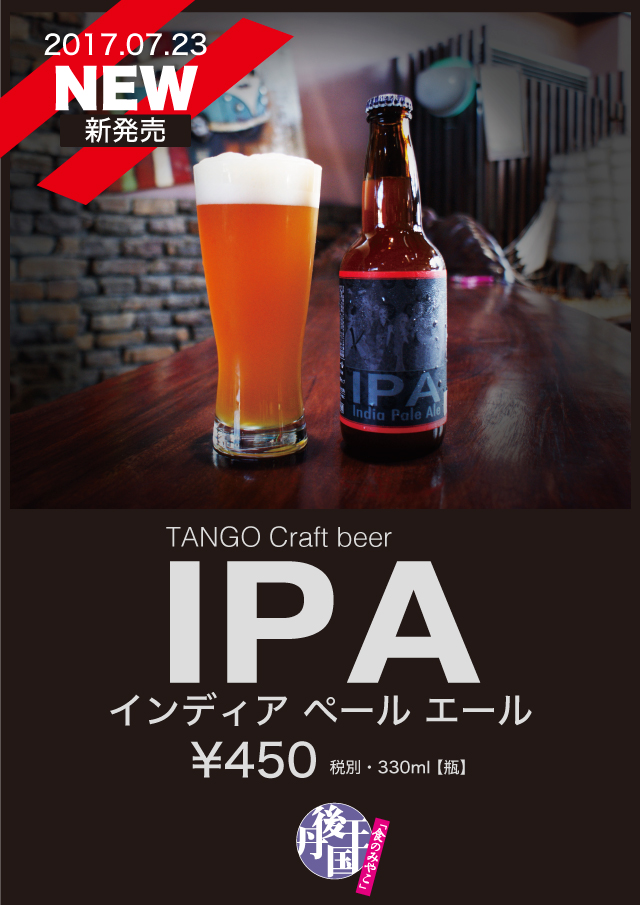 2017.07.23
NEW
新発売
IPA
India Pale Ale
TANGO Craft beer
IPA
インディア ペール エール
¥450 税別・330ml【瓶】
丹後王国
「食のみやこ」